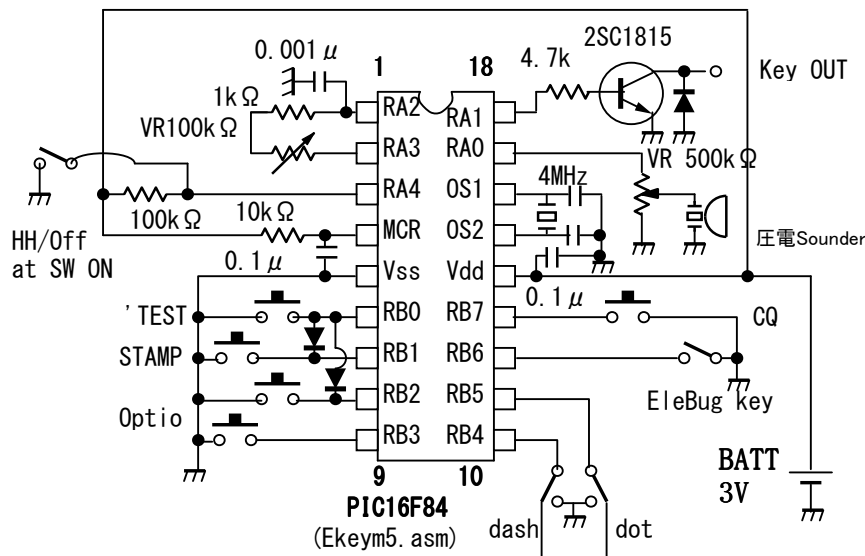 0.001μ
1
18
4.7k
2SC1815
Key OUT
1kΩ
VR100kΩ
RA2
RA1
RA3
RA0
VR 500kΩ
RA4
OS1
4MHz
100kΩ
10kΩ
MCR
OS2
HH/Off
at SW ON
0.1μ
Vss
Vdd
0.1μ
圧電Sounder
'TEST
RB0
RB7
CQ
STAMP
RB1
RB6
EleBug key
Optio
RB2
RB5
RB3
RB4
9
10
BATT
3V
PIC16F84
(Ekeym5.asm)
dash
dot